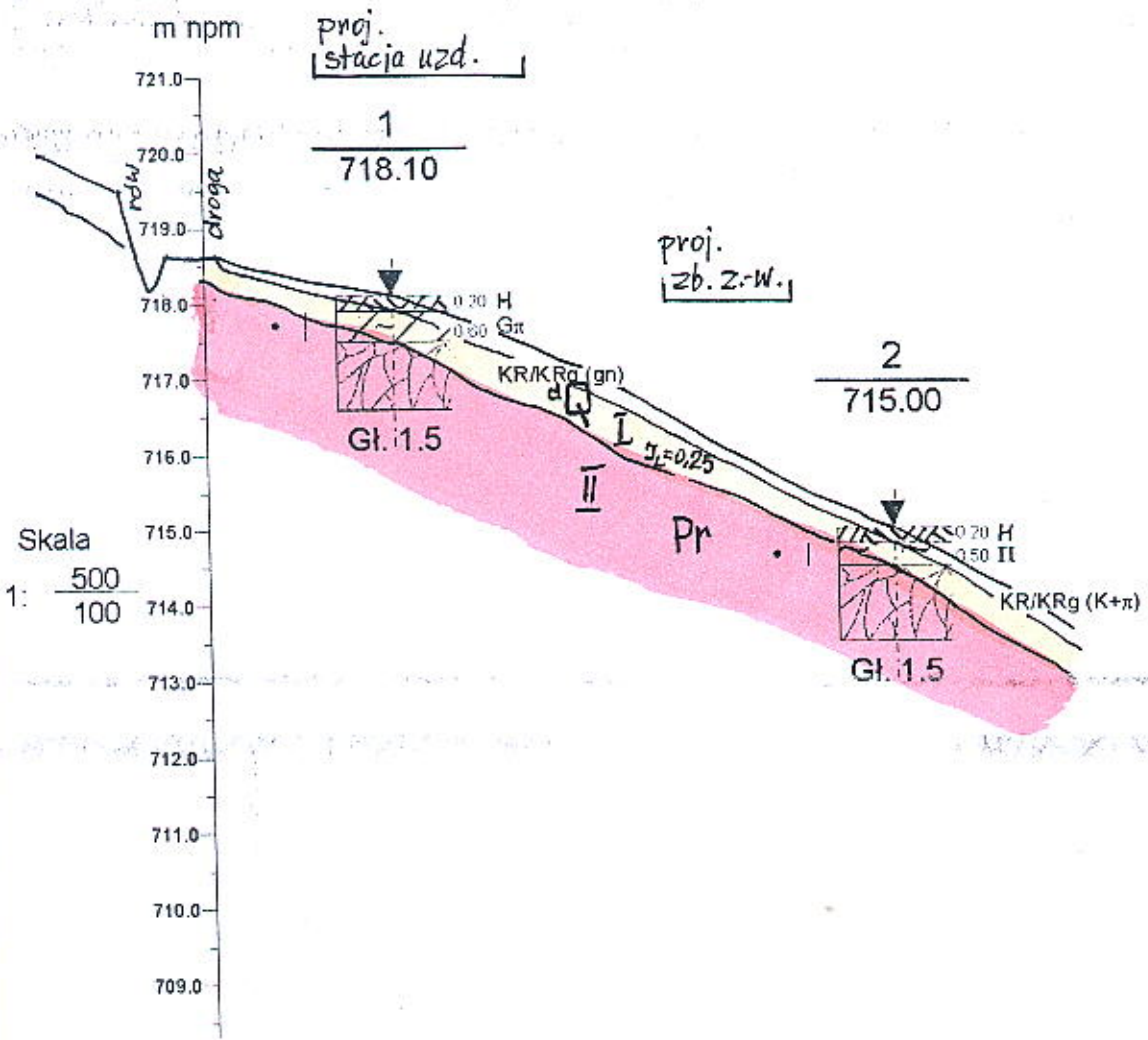 m npm
proj.
stacja uzd.
1
718.10
721.0
720.0
719.0
718.0
717.0
716.0
715.0
714.0
713.0
712.0
711.0
710.0
709.0
rów
droga
0.20 H
0.60 Gπ
KR/KRg (gn)
Gł. 1.5
proj.
zb. z.-w.
2
715.00
d
Q
I
IL=0,25
II
Pr
0.20 H
0.50 Π
KR/KRg (K+π)
Gł. 1.5
Skala
1: 500
100